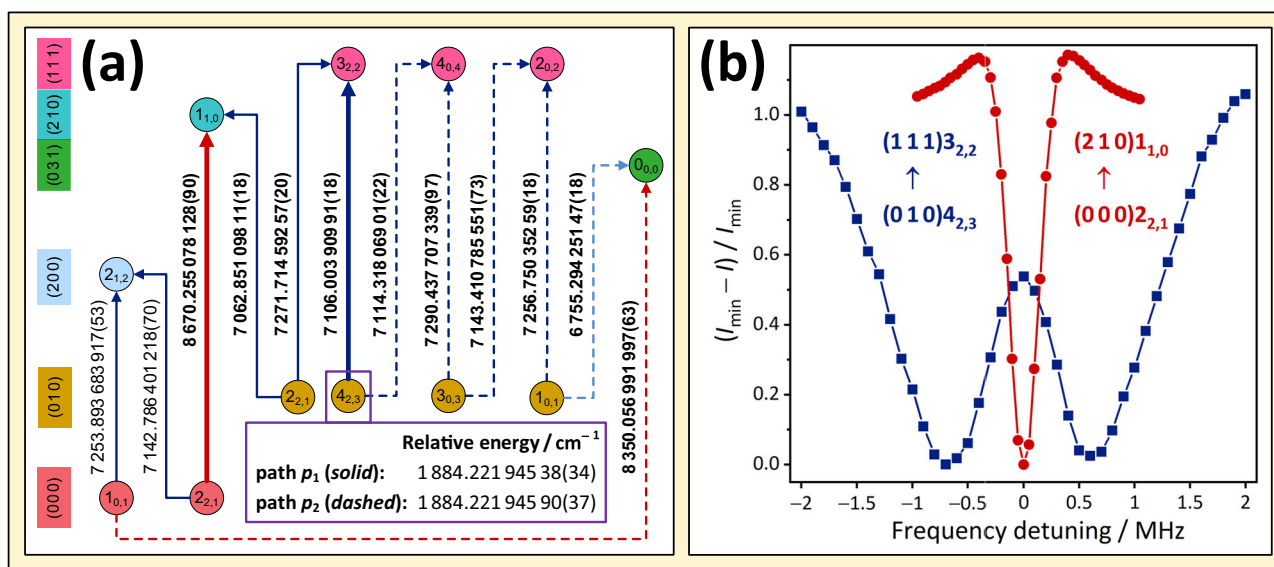 (a)
(111)
(210)
(031)
(200)
(010)
(000)
3₂,₂
4₀,₄
2₀,₂
1₁,₀
0₀,₀
2₁,₂
7 253.893 683 917(53)
7 142.786 401 218(70)
8 670.255 078 128(90)
7 062.851 098 11(20)
7 271.714 592 57(20)
7 106.003 909 91(18)
7 114.318 069 01(22)
7 290.437 707 339(97)
7 143.410 785 551(73)
7 256.750 352 59(18)
6 755.294 251 47(18)
8 350.056 991 997(63)
2₂,₁
4₂,₃
3₀,₃
1₀,₁
1₀,₁
2₂,₁
Relative energy / cm⁻¹
path p₁ (solid): 1 884.221 945 38(34)
path p₂ (dashed): 1 884.221 945 90(37)
(b)
(Imin − I) / Imin
1.0
0.8
0.6
0.4
0.2
0.0
(1 1 1)3₂,₂
↑
(0 1 0)4₂,₃
(2 1 0)1₁,₀
↑
(0 0 0)2₂,₁
−2 −1.5 −1 −0.5 0 0.5 1 1.5 2
Frequency detuning / MHz